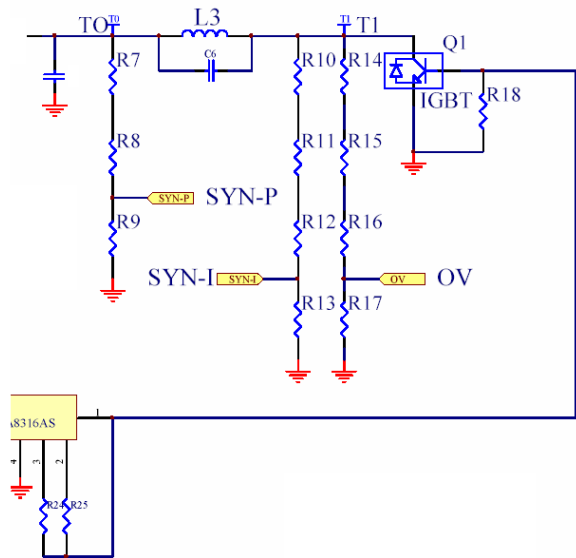 L3
TO
T0
T1
T1
C6
Q1
R7
R10
R14
IGBT
R18
R8
R11
R15
SYN-P
SYN-P
R9
R12
R16
SYN-I
SYN-I
OV
OV
R13
R17
1
A8316AS
4
3
2
R24
R25